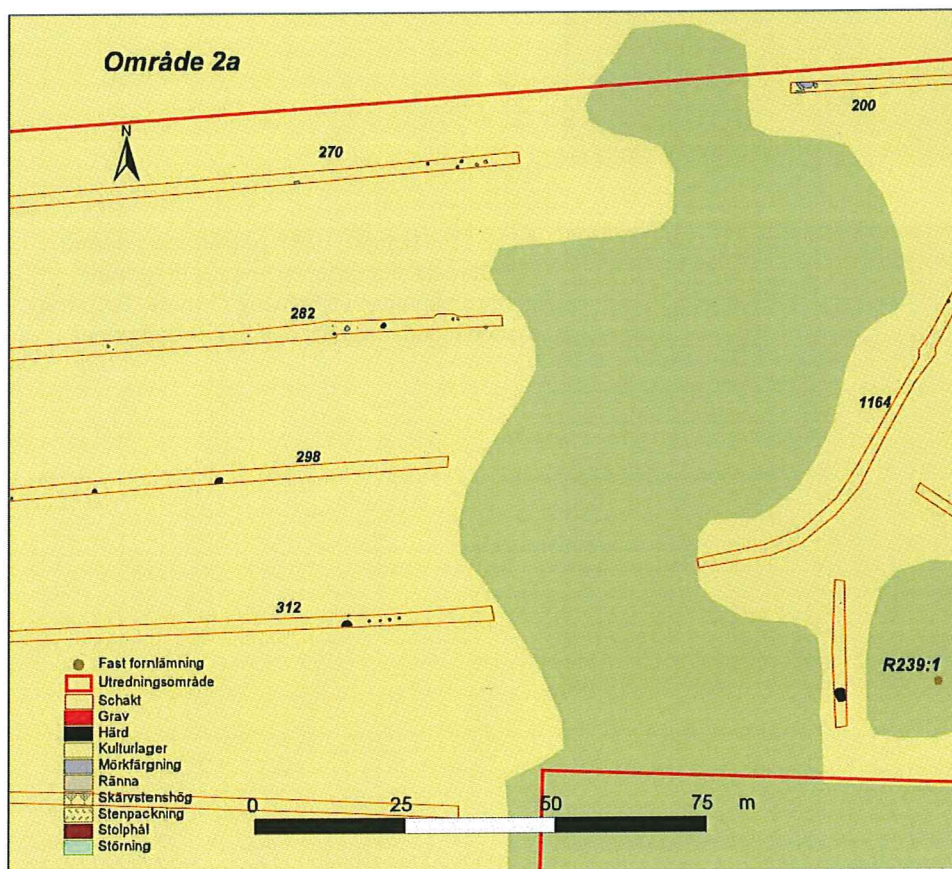 Område 2a
200
N
270
282
1164
298
312
R239:1
Fast fornlämning
Utredningsområde
Schakt
Grav
Härd
Kulturlager
Mörkfärgning
Ränna
Skärvstenshög
Stenpackning
Stolphål
Störning
0 25 50 75 m